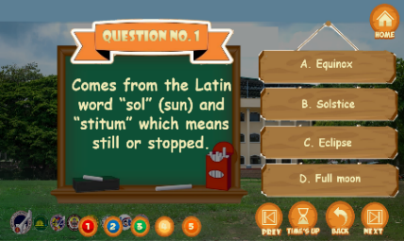 QUESTION NO. 1
HOME
Comes from the Latin
word "sol" (sun) and
"stitum" which means
still or stopped.
A. Equinox
B. Solstice
C. Eclipse
D. Full moon
1 2 5
PREV TIME'S UP BACK NEXT